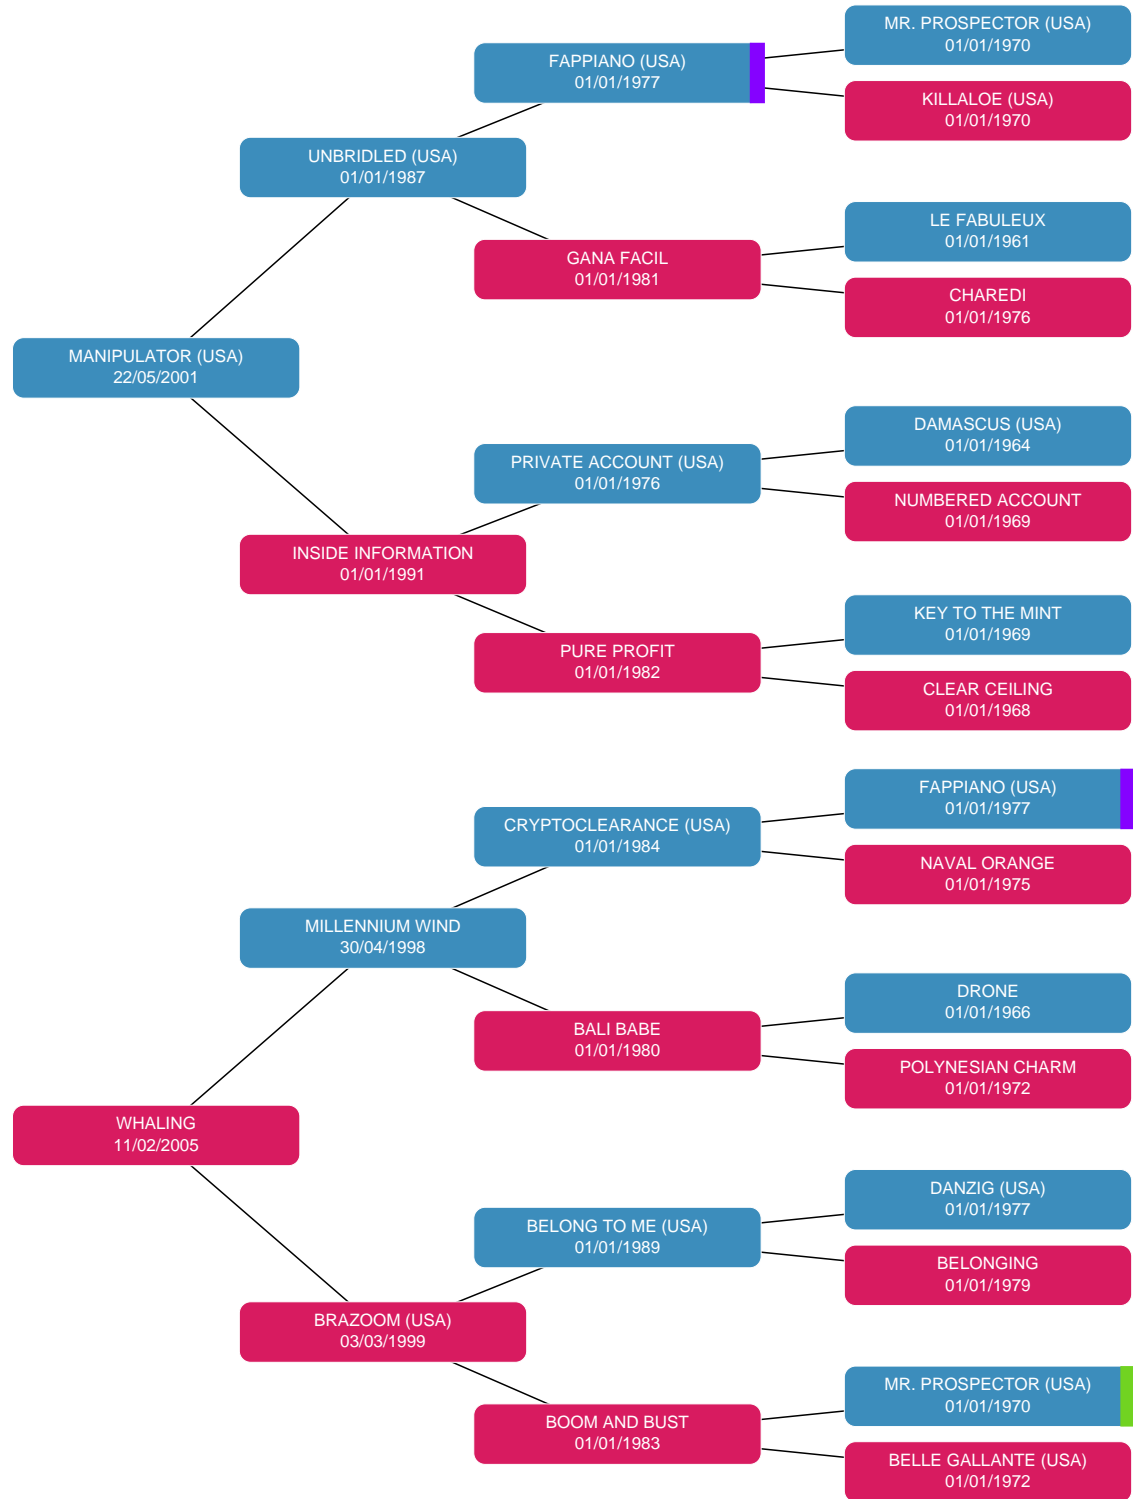 MR. PROSPECTOR (USA)
01/01/1970
FAPPIANO (USA)
01/01/1977
KILLALOE (USA)
01/01/1970
UNBRIDLED (USA)
01/01/1987
LE FABULEUX
01/01/1961
GANA FACIL
01/01/1981
CHAREDI
01/01/1976
MANIPULATOR (USA)
22/05/2001
DAMASCUS (USA)
01/01/1964
PRIVATE ACCOUNT (USA)
01/01/1976
NUMBERED ACCOUNT
01/01/1969
INSIDE INFORMATION
01/01/1991
KEY TO THE MINT
01/01/1969
PURE PROFIT
01/01/1982
CLEAR CEILING
01/01/1968
FAPPIANO (USA)
01/01/1977
CRYPTOCLEARANCE (USA)
01/01/1984
NAVAL ORANGE
01/01/1975
MILLENNIUM WIND
30/04/1998
DRONE
01/01/1966
BALI BABE
01/01/1980
POLYNESIAN CHARM
01/01/1972
WHALING
11/02/2005
DANZIG (USA)
01/01/1977
BELONG TO ME (USA)
01/01/1989
BELONGING
01/01/1979
BRAZOOM (USA)
03/03/1999
MR. PROSPECTOR (USA)
01/01/1970
BOOM AND BUST
01/01/1983
BELLE GALLANTE (USA)
01/01/1972